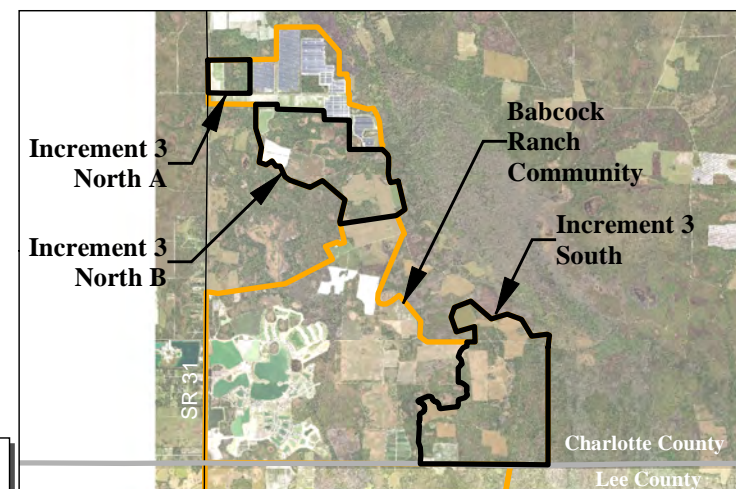 Babcock
Ranch
Community
Increment 3
North A
Increment 3
South
Increment 3
North B
SR 31
Charlotte County
Lee County